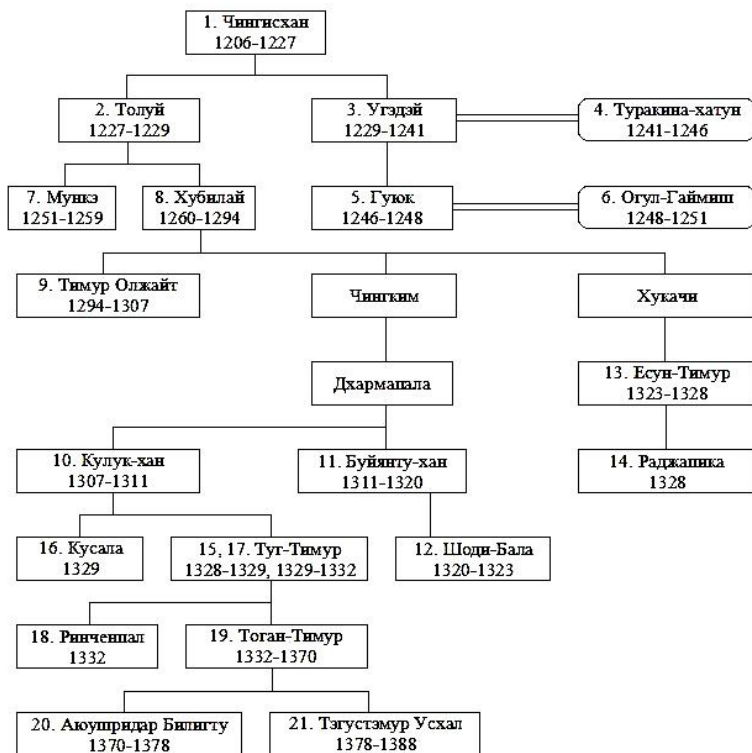 1. Чингисхан
1206-1227
2. Толуй
1227-1229
3. Угэдэй
1229-1241
4. Туракина-хатун
1241-1246
7. Мункэ
1251-1259
8. Хубилай
1260-1294
5. Гуюк
1246-1248
6. Огул-Гаймиш
1248-1251
9. Тимур Олжайт
1294-1307
Чингким
Хукачи
Дхармапала
13. Есун-Тимур
1323-1328
10. Кулук-хан
1307-1311
11. Буйянту-хан
1311-1320
14. Раджапика
1328
16. Кусала
1329
15, 17. Туг-Тимур
1328-1329, 1329-1332
12. Шоди-Бала
1320-1323
18. Ринченпал
1332
19. Тоган-Тимур
1332-1370
20. Аюушридар Билигту
1370-1378
21. Тэгустэмур Усхал
1378-1388